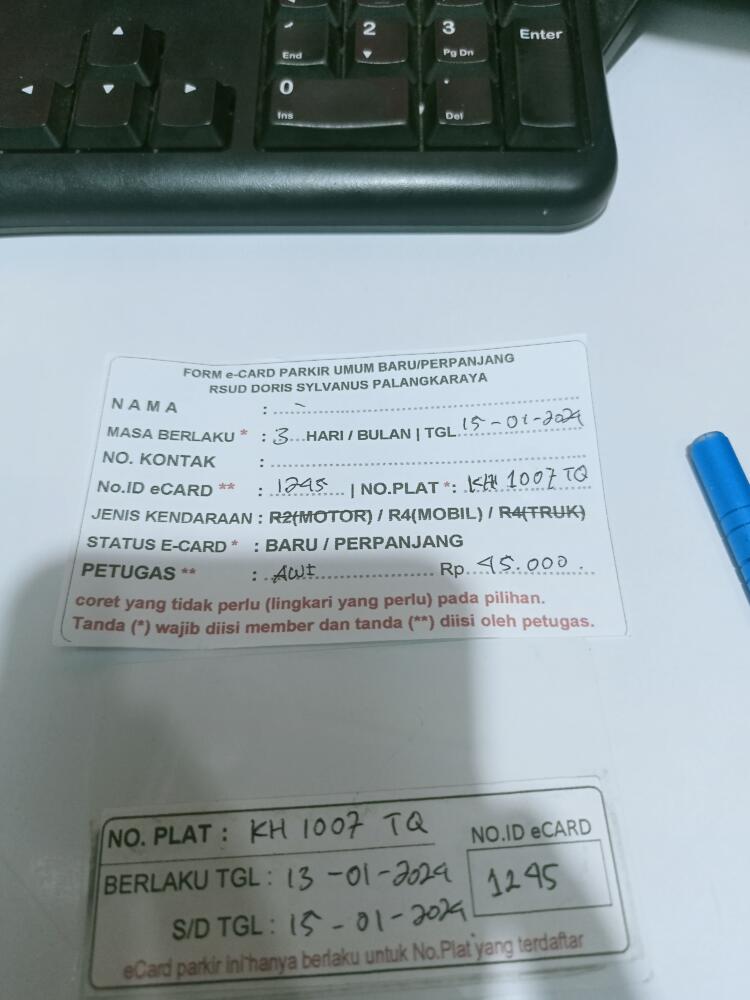 End
2
3
Pg Dn
Enter
0
Ins
Del
FORM e-CARD PARKIR UMUM BARU/PERPANJANG
RSUD DORIS SYLVANUS PALANGKARAYA
NAMA : -
MASA BERLAKU * : 3 HARI / BULAN | TGL 15-01-2024
NO. KONTAK :
No.ID eCARD ** : 1245 | NO.PLAT *: KH 1007 TQ
JENIS KENDARAAN : R2(MOTOR) / R4(MOBIL) / R4(TRUK)
STATUS E-CARD * : BARU / PERPANJANG
PETUGAS ** : AWI Rp. 45.000.
coret yang tidak perlu (lingkari yang perlu) pada pilihan.
Tanda (*) wajib diisi member dan tanda (**) diisi oleh petugas.
NO. PLAT : KH 1007 TQ
NO.ID eCARD
BERLAKU TGL : 13-01-2024
1245
S/D TGL : 15-01-2024
eCard parkir ini hanya berlaku untuk No.Plat yang terdaftar